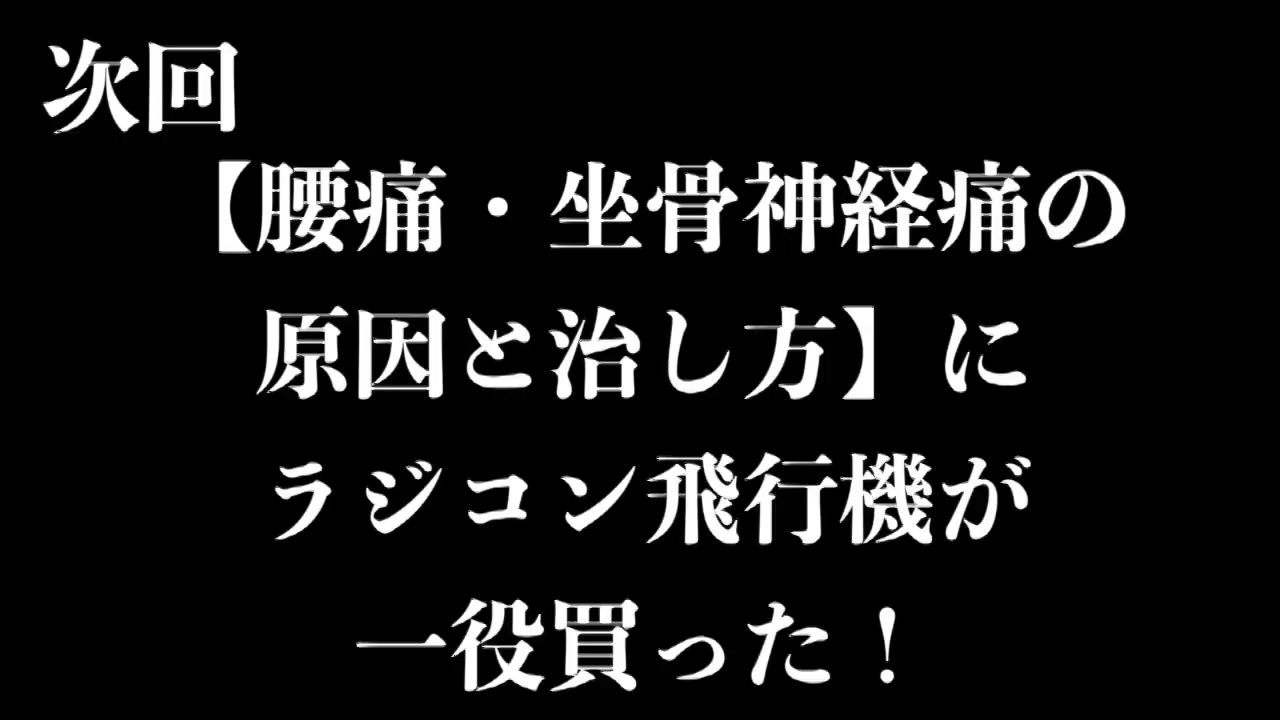 次回
【腰痛・坐骨神経痛の
原因と治し方】に
ラジコン飛行機が
一役買った！